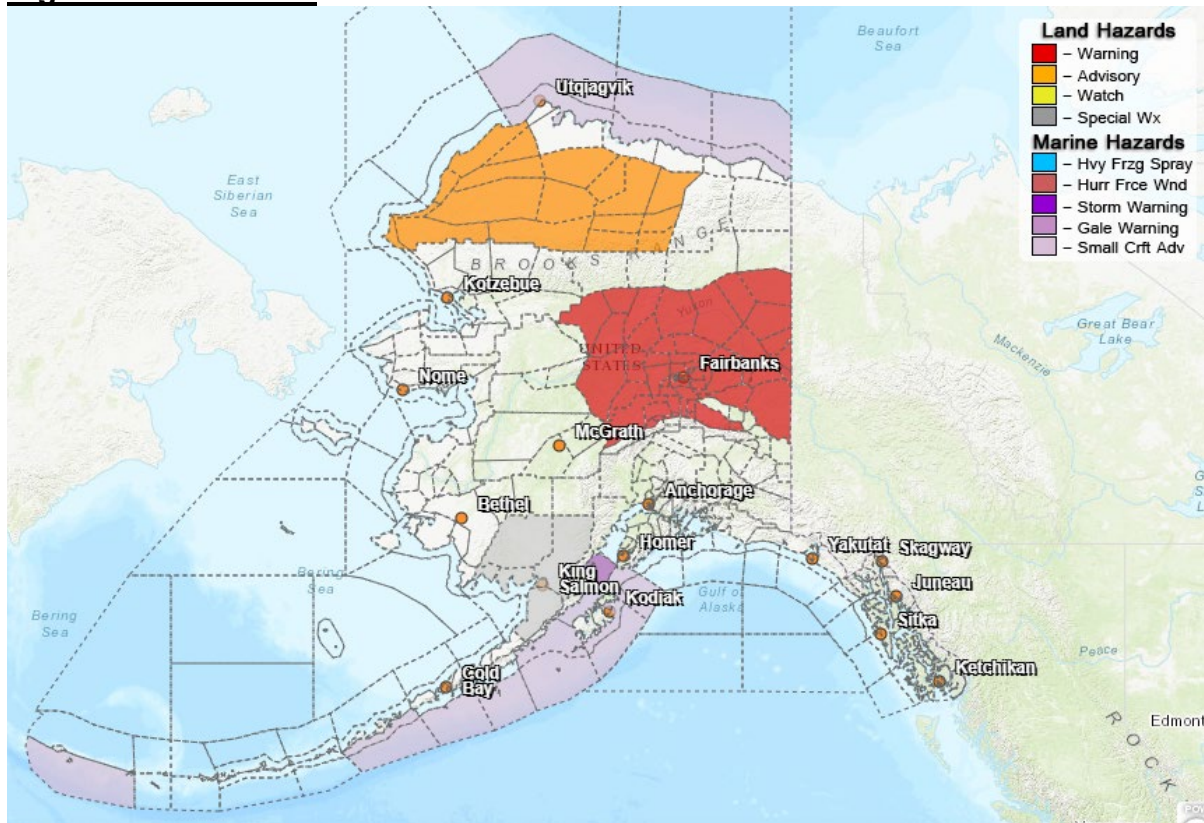 Land Hazards
– Warning
– Advisory
– Watch
– Special Wx
Marine Hazards
– Hvy Frzg Spray
– Hurr Frce Wnd
– Storm Warning
– Gale Warning
– Small Crft Adv
Beaufort
Sea
Utqiagvik
East
Siberian
Sea
BROOKS RANGE
Kotzebue
Yukon
Great Bear
Lake
Mackenzie
UNITED
STATES
Fairbanks
Nome
McGrath
Anchorage
Bethel
Homer
Yakutat
Skagway
King
Salmon
Kodiak
Juneau
Bering
Sea
Gulf of
Alaska
Bering
Sea
Sitka
Peace
Cold
Bay
Ketchikan
Edmont
ROCK